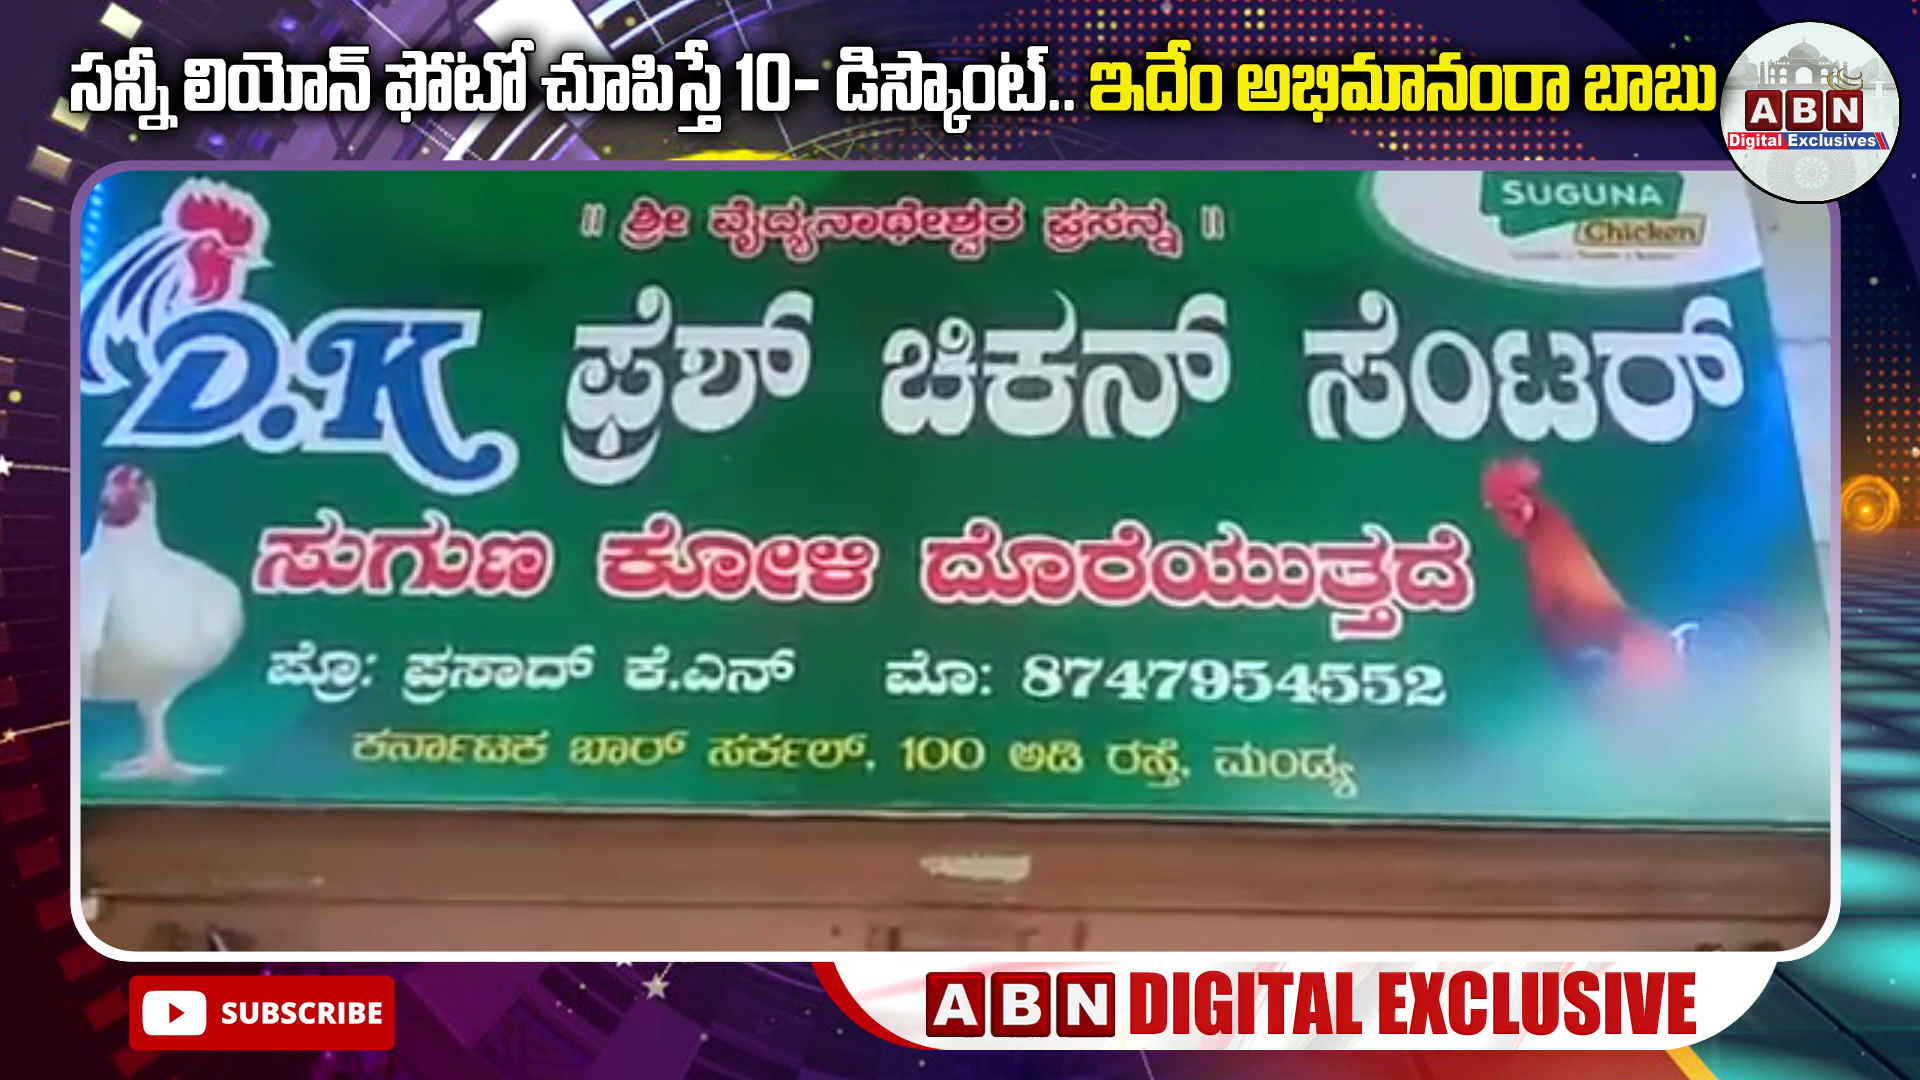 సన్నీ లియోన్ ఫోటో చూపిస్తే 10- డిస్కౌంట్.. ఇదేం అభిమానంరా బాబు
ABN
Digital Exclusives
SUGUNA
Chicken
॥ ಶ್ರೀ ವೈದ್ಯನಾಥೇಶ್ವರ ಪ್ರಸನ್ನ ॥
D.K ಫ್ರೆಶ್ ಚಿಕನ್ ಸೆಂಟರ್
ಸುಗುಣ ಕೋಳಿ ದೊರೆಯುತ್ತದೆ
ಪ್ರೊ: ಪ್ರಸಾದ್ ಕೆ.ಎನ್ ಮೊ: 8747954552
ಕರ್ನಾಟಕ ಬಾರ್ ಸರ್ಕಲ್, 100 ಅಡಿ ರಸ್ತೆ, ಮಂಡ್ಯ
SUBSCRIBE
ABN DIGITAL EXCLUSIVE